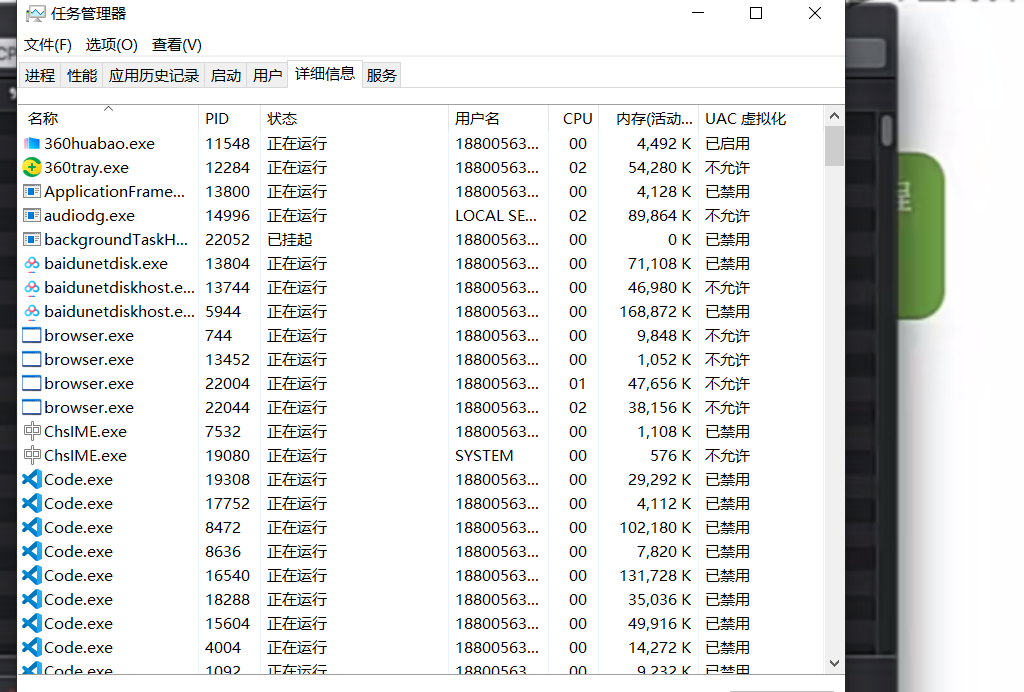 任务管理器
文件(F) 选项(O) 查看(V)
进程 性能 应用历史记录 启动 用户 详细信息 服务
名称 PID 状态 用户名 CPU 内存(活动... UAC 虚拟化
360huabao.exe 11548 正在运行 18800563... 00 4,492 K 已启用
360tray.exe 12284 正在运行 18800563... 02 54,280 K 不允许
ApplicationFrame... 13800 正在运行 18800563... 00 4,128 K 已禁用
audiodg.exe 14996 正在运行 LOCAL SE... 02 89,864 K 不允许
backgroundTaskH... 22052 已挂起 18800563... 00 0 K 已禁用
baidunetdisk.exe 13804 正在运行 18800563... 00 71,108 K 已禁用
baidunetdiskhost.e... 13744 正在运行 18800563... 00 46,980 K 不允许
baidunetdiskhost.e... 5944 正在运行 18800563... 00 168,872 K 已禁用
browser.exe 744 正在运行 18800563... 00 9,848 K 不允许
browser.exe 13452 正在运行 18800563... 00 1,052 K 不允许
browser.exe 22004 正在运行 18800563... 01 47,656 K 不允许
browser.exe 22044 正在运行 18800563... 02 38,156 K 不允许
ChsIME.exe 7532 正在运行 18800563... 00 1,108 K 已禁用
ChsIME.exe 19080 正在运行 SYSTEM 00 576 K 不允许
Code.exe 19308 正在运行 18800563... 00 29,292 K 已禁用
Code.exe 17752 正在运行 18800563... 00 4,112 K 已禁用
Code.exe 8472 正在运行 18800563... 00 102,180 K 已禁用
Code.exe 8636 正在运行 18800563... 00 7,820 K 已禁用
Code.exe 16540 正在运行 18800563... 00 131,728 K 已禁用
Code.exe 18288 正在运行 18800563... 00 35,036 K 已禁用
Code.exe 15604 正在运行 18800563... 00 49,916 K 已禁用
Code.exe 4004 正在运行 18800563... 00 14,272 K 已禁用
Code.exe 1092 正在运行 18800563... 00 9,232 K 已禁用
程